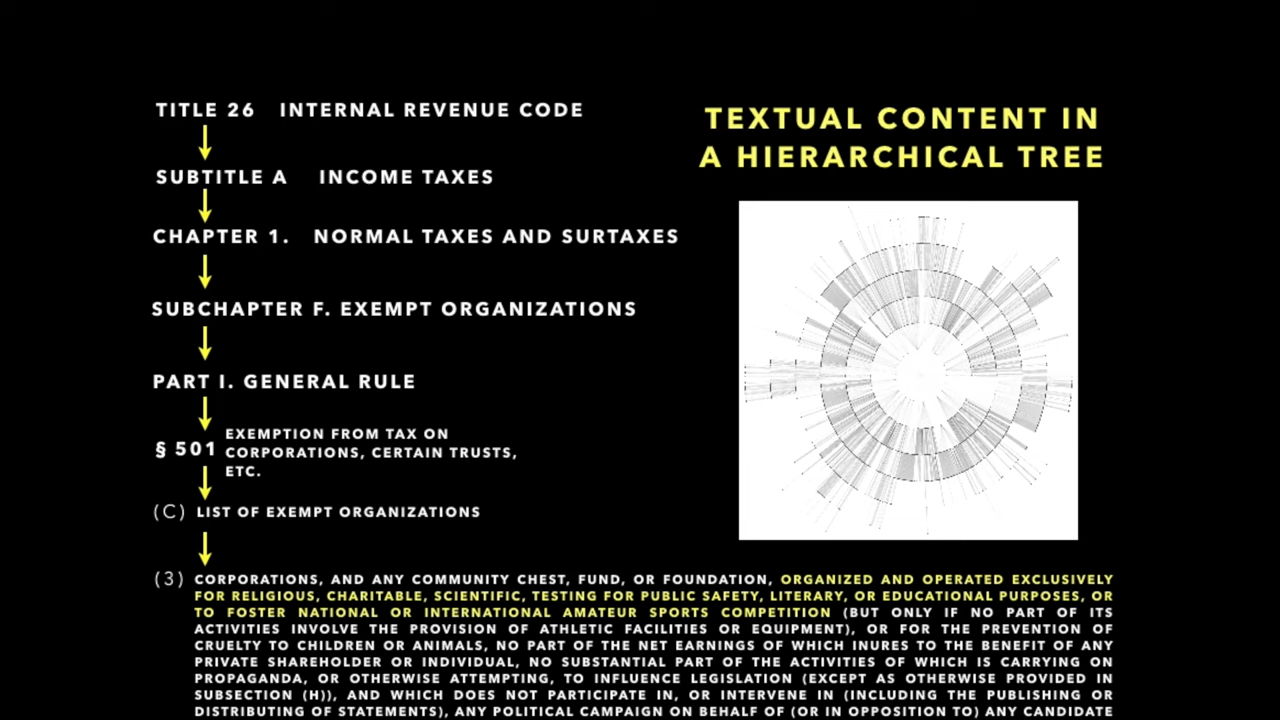 TITLE 26 INTERNAL REVENUE CODE
TEXTUAL CONTENT IN
A HIERARCHICAL TREE
SUBTITLE A INCOME TAXES
CHAPTER 1. NORMAL TAXES AND SURTAXES
SUBCHAPTER F. EXEMPT ORGANIZATIONS
PART I. GENERAL RULE
§ 501 EXEMPTION FROM TAX ON
CORPORATIONS, CERTAIN TRUSTS,
ETC.
(C) LIST OF EXEMPT ORGANIZATIONS
(3) CORPORATIONS, AND ANY COMMUNITY CHEST, FUND, OR FOUNDATION, ORGANIZED AND OPERATED EXCLUSIVELY
FOR RELIGIOUS, CHARITABLE, SCIENTIFIC, TESTING FOR PUBLIC SAFETY, LITERARY, OR EDUCATIONAL PURPOSES, OR
TO FOSTER NATIONAL OR INTERNATIONAL AMATEUR SPORTS COMPETITION (BUT ONLY IF NO PART OF ITS
ACTIVITIES INVOLVE THE PROVISION OF ATHLETIC FACILITIES OR EQUIPMENT), OR FOR THE PREVENTION OF
CRUELTY TO CHILDREN OR ANIMALS, NO PART OF THE NET EARNINGS OF WHICH INURES TO THE BENEFIT OF ANY
PRIVATE SHAREHOLDER OR INDIVIDUAL, NO SUBSTANTIAL PART OF THE ACTIVITIES OF WHICH IS CARRYING ON
PROPAGANDA, OR OTHERWISE ATTEMPTING, TO INFLUENCE LEGISLATION (EXCEPT AS OTHERWISE PROVIDED IN
SUBSECTION (H)), AND WHICH DOES NOT PARTICIPATE IN, OR INTERVENE IN (INCLUDING THE PUBLISHING OR
DISTRIBUTING OF STATEMENTS), ANY POLITICAL CAMPAIGN ON BEHALF OF (OR IN OPPOSITION TO) ANY CANDIDATE